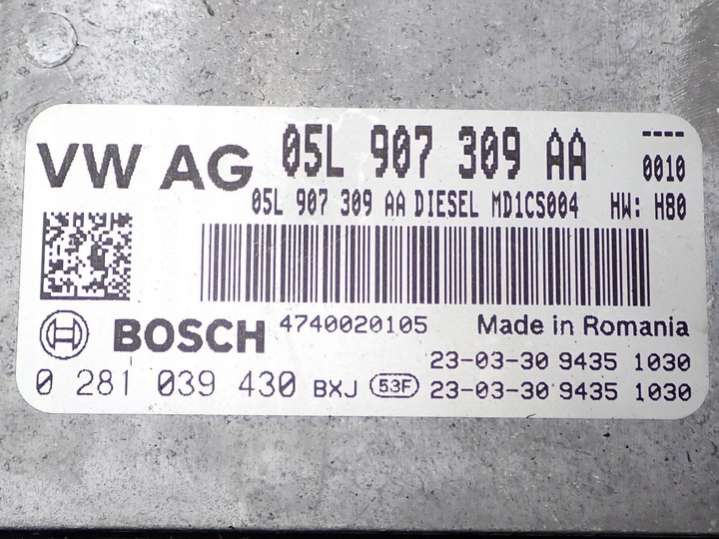 VW AG 05L 907 309 AA ----
0010
05L 907 309 AA DIESEL MD1CS004 HW: H80
BOSCH 4740020105 Made in Romania
23-03-30 9435 1030
0 281 039 430 BXJ 53F 23-03-30 9435 1030